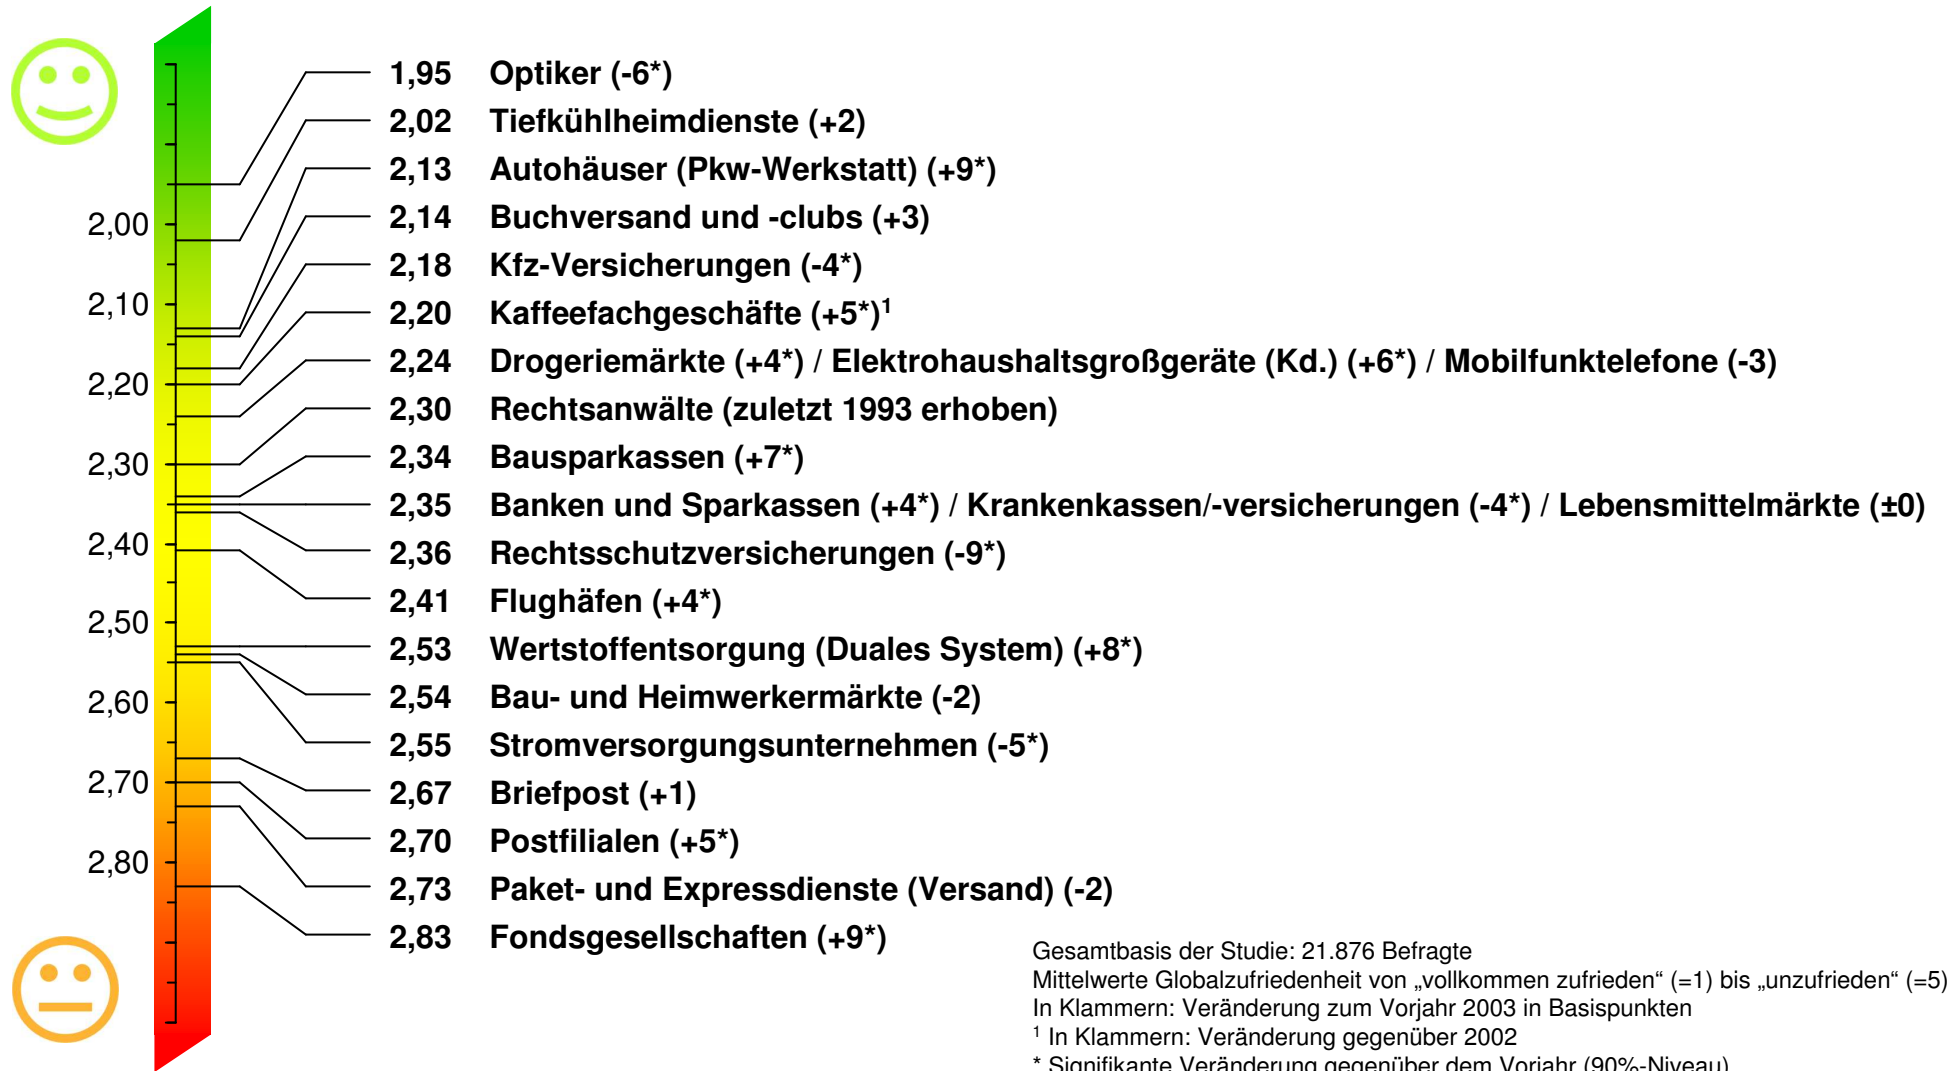 1,95 Optiker (-6*)
2,02 Tiefkühlheimdienste (+2)
2,13 Autohäuser (Pkw-Werkstatt) (+9*)
2,14 Buchversand und -clubs (+3)
2,18 Kfz-Versicherungen (-4*)
2,20 Kaffeefachgeschäfte (+5*)¹
2,24 Drogeriemärkte (+4*) / Elektrohaushaltsgroßgeräte (Kd.) (+6*) / Mobilfunktelefone (-3)
2,30 Rechtsanwälte (zuletzt 1993 erhoben)
2,34 Bausparkassen (+7*)
2,35 Banken und Sparkassen (+4*) / Krankenkassen/-versicherungen (-4*) / Lebensmittelmärkte (±0)
2,36 Rechtsschutzversicherungen (-9*)
2,41 Flughäfen (+4*)
2,53 Wertstoffentsorgung (Duales System) (+8*)
2,54 Bau- und Heimwerkermärkte (-2)
2,55 Stromversorgungsunternehmen (-5*)
2,67 Briefpost (+1)
2,70 Postfilialen (+5*)
2,73 Paket- und Expressdienste (Versand) (-2)
2,83 Fondsgesellschaften (+9*)
2,00
2,10
2,20
2,30
2,40
2,50
2,60
2,70
2,80
Gesamtbasis der Studie: 21.876 Befragte
Mittelwerte Globalzufriedenheit von „vollkommen zufrieden“ (=1) bis „unzufrieden“ (=5)
In Klammern: Veränderung zum Vorjahr 2003 in Basispunkten
¹ In Klammern: Veränderung gegenüber 2002
* Signifikante Veränderung gegenüber dem Vorjahr (90%-Niveau)